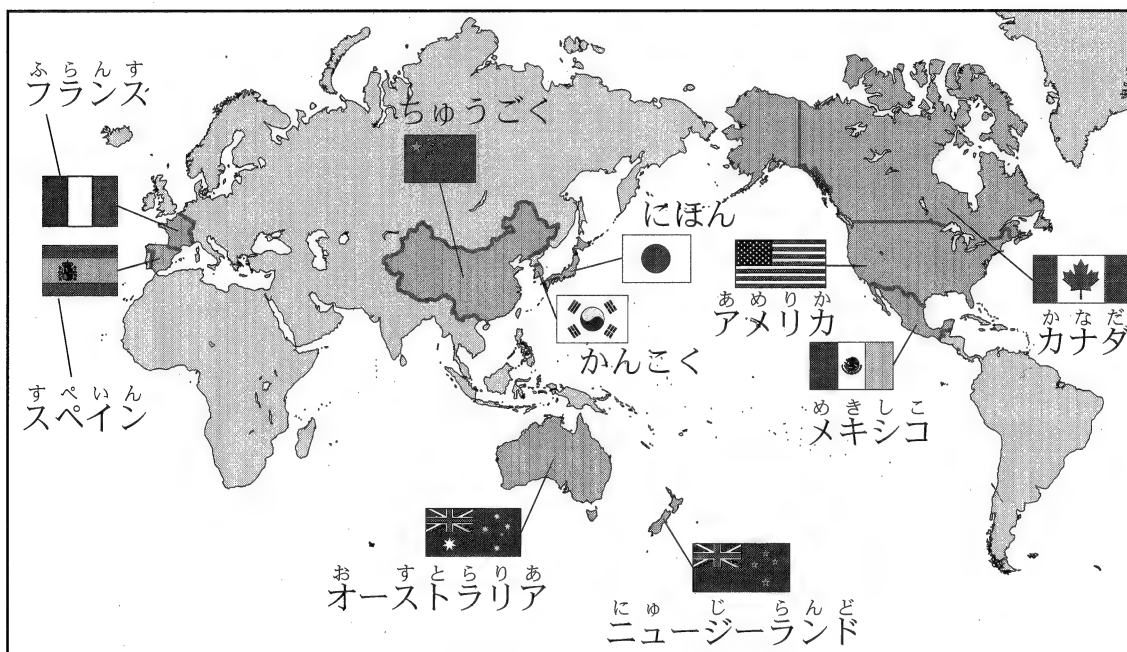 ふらんす
フランス
ちゅうごく
にほん
あめりか
アメリカ
かなだ
カナダ
かんこく
すぺいん
スペイン
めきしこ
メキシコ
おすとらりあ
オーストラリア
にゅじらんど
ニュージーランド